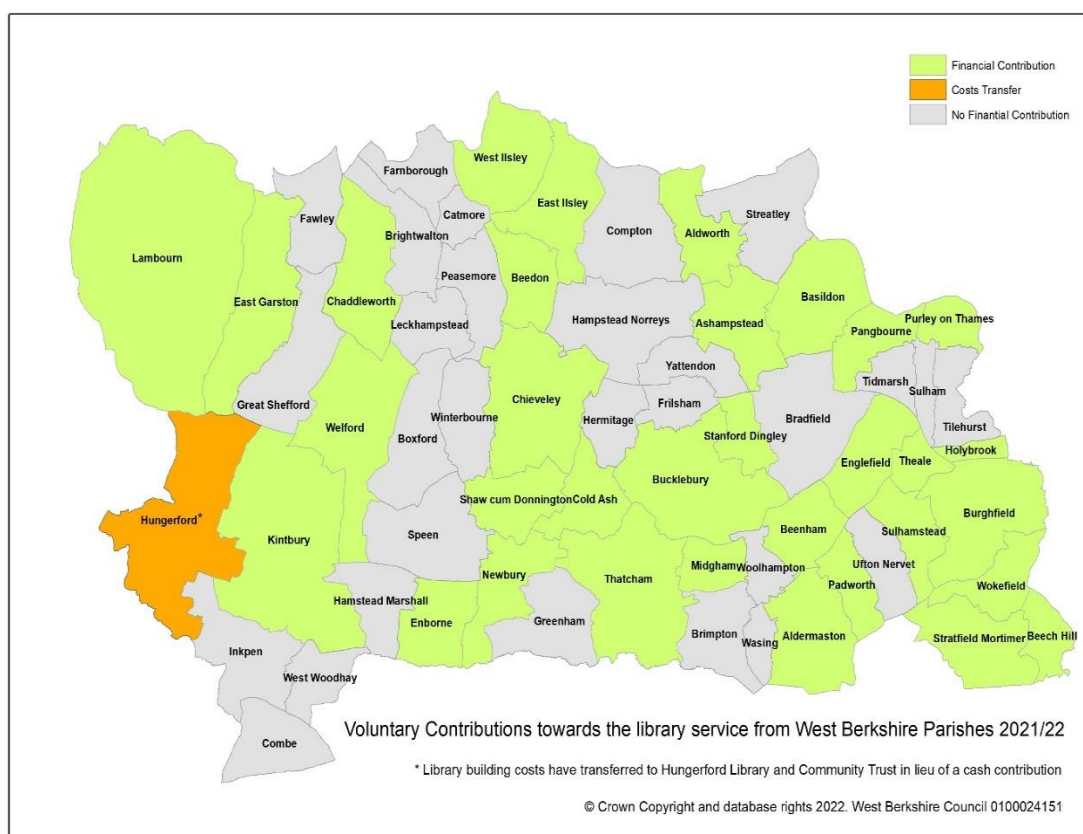 Financial Contribution
Costs Transfer
No Finantial Contribution
West Ilsley
Farnborough
East Ilsley
Catmore
Fawley
Streatley
Compton
Brightwalton
Aldworth
Lambourn
Peasemore
Beedon
East Garston
Chaddleworth
Basildon
Hampstead Norreys
Ashampstead
Purley on Thames
Leckhampstead
Pangbourne
Yattendon
Tidmarsh
Sulham
Great Shefford
Frilsham
Chieveley
Winterbourne
Hermitage
Bradfield
Welford
Tilehurst
Boxford
Stanford Dingley
Holybrook
Englefield
Theale
Bucklebury
Shaw cum Donnington
Cold Ash
Hungerford*
Burghfield
Beenham
Sulhamstead
Speen
Kintbury
Ufton Nervet
Newbury
Thatcham
Midgham
Woolhampton
Padworth
Wokefield
Hamstead Marshall
Enborne
Greenham
Brimpton
Wasing
Aldermaston
Stratfield Mortimer
Beech Hill
Inkpen
West Woodhay
Combe
Voluntary Contributions towards the library service from West Berkshire Parishes 2021/22
* Library building costs have transferred to Hungerford Library and Community Trust in lieu of a cash contribution
© Crown Copyright and database rights 2022. West Berkshire Council 0100024151